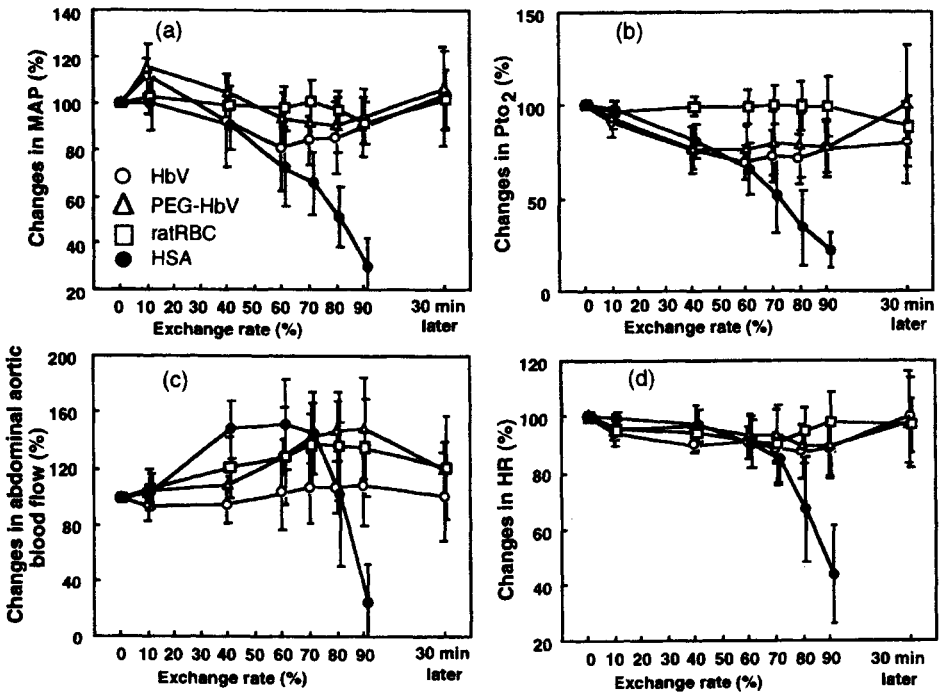 (a)
Changes in MAP (%)
140
120
100
80
60
40
20
HbV
PEG-HbV
ratRBC
HSA
0 10 40 60 70 80 90 30 min
later
Exchange rate (%)
(b)
Changes in Pto2 (%)
150
100
50
0
0 10 20 30 40 50 60 70 80 90 30 min
later
Exchange rate (%)
(c)
Changes in abdominal aortic
blood flow (%)
200
160
120
80
40
0
0 10 20 30 40 50 60 70 80 90 30 min
later
Exchange rate (%)
(d)
Changes in HR (%)
120
100
80
60
40
20
0 10 20 30 40 50 60 70 80 90 30 min
later
Exchange rate (%)